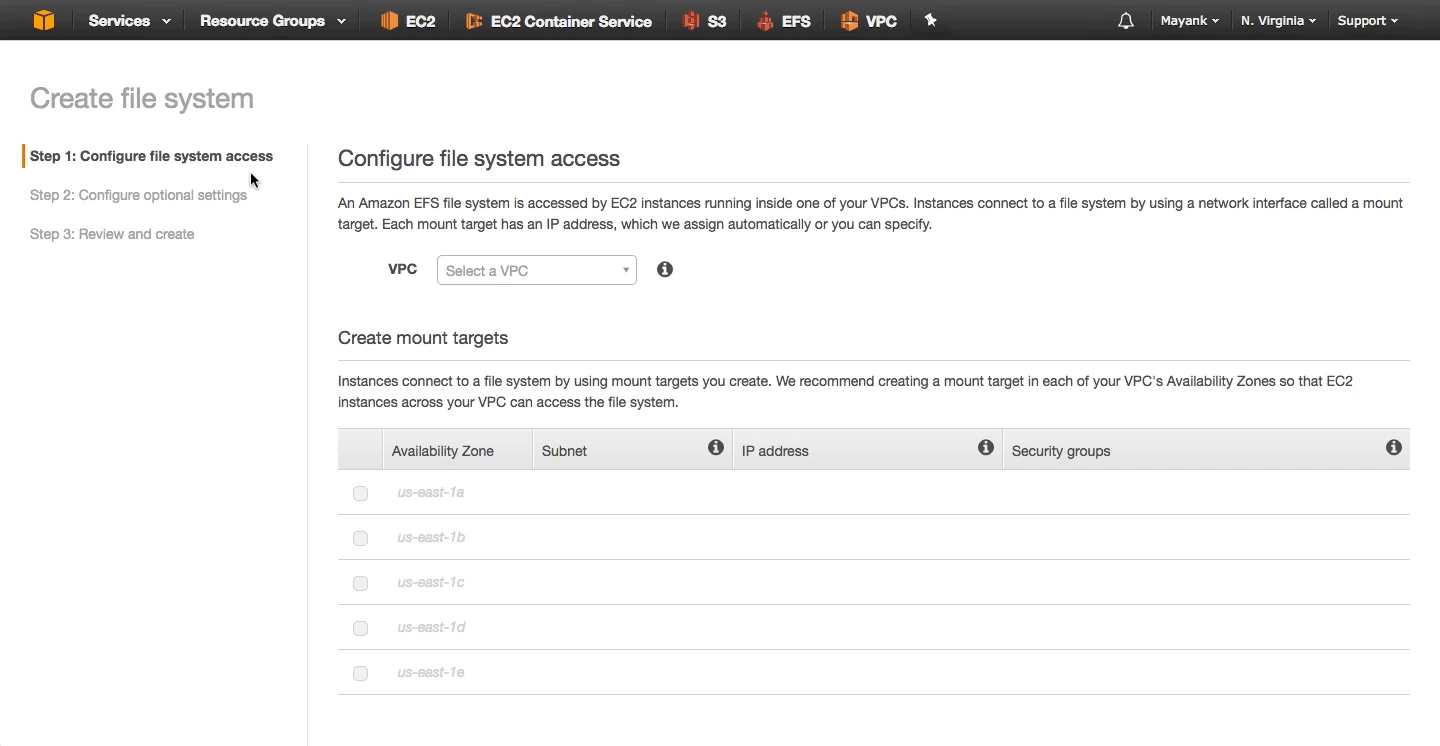 Services Resource Groups EC2 EC2 Container Service S3 EFS VPC Mayank N. Virginia Support
Create file system
Step 1: Configure file system access
Step 2: Configure optional settings
Step 3: Review and create
Configure file system access
An Amazon EFS file system is accessed by EC2 instances running inside one of your VPCs. Instances connect to a file system by using a network interface called a mount
target. Each mount target has an IP address, which we assign automatically or you can specify.
VPC Select a VPC
Create mount targets
Instances connect to a file system by using mount targets you create. We recommend creating a mount target in each of your VPC's Availability Zones so that EC2
instances across your VPC can access the file system.
Availability Zone Subnet IP address Security groups
us-east-1a
us-east-1b
us-east-1c
us-east-1d
us-east-1e